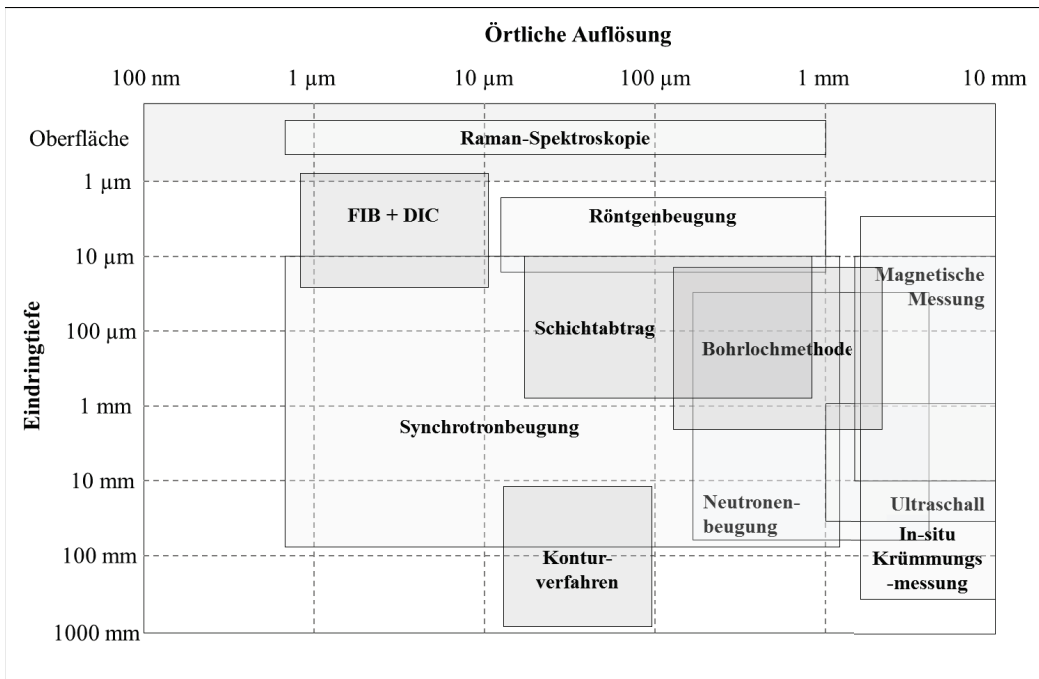 Örtliche Auflösung
100 nm
1 µm
10 µm
100 µm
1 mm
10 mm
Oberfläche
Raman-Spektroskopie
1 µm
FIB + DIC
Röntgenbeugung
10 µm
Magnetische
Messung
Eindringtiefe
100 µm
Schichtabtrag
Bohrlochmethode
1 mm
Synchrotronbeugung
10 mm
Neutronen-
beugung
Ultraschall
In-situ
Krümmungs
-messung
100 mm
Kontur-
verfahren
1000 mm